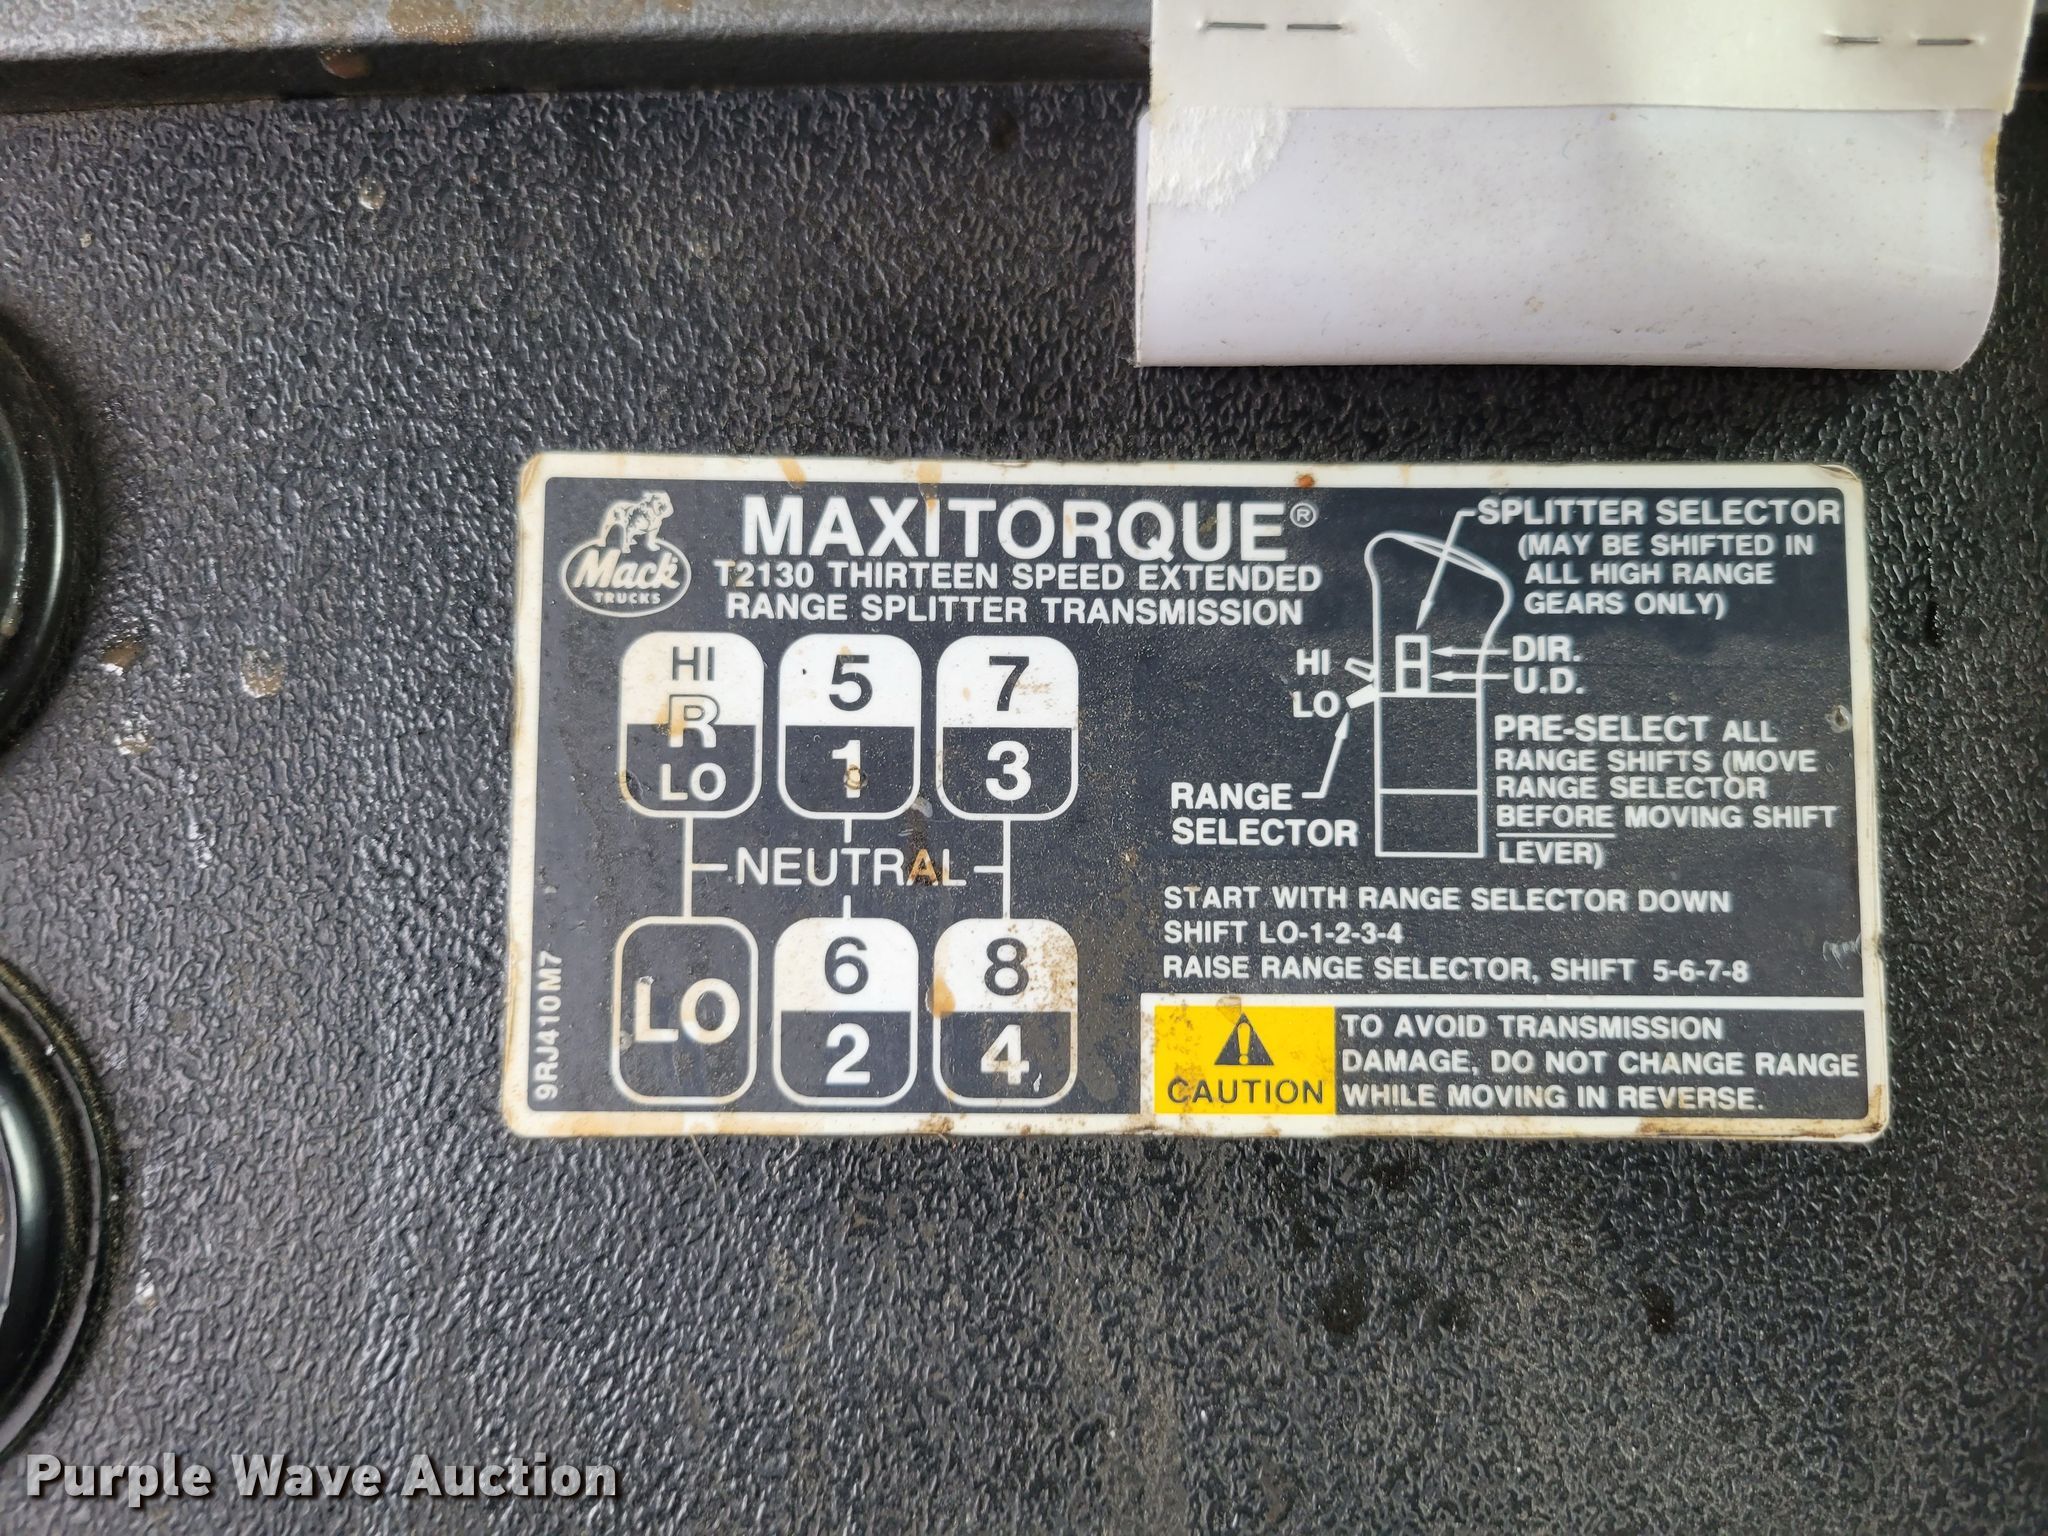 Mack
TRUCKS
MAXITORQUE®
T2130 THIRTEEN SPEED EXTENDED
RANGE SPLITTER TRANSMISSION
HI
R
LO
5
1
7
3
NEUTRAL
LO
6
2
8
4
9RJ410M7
SPLITTER SELECTOR
(MAY BE SHIFTED IN
ALL HIGH RANGE
GEARS ONLY)
HI
LO
DIR.
U.D.
RANGE
SELECTOR
PRE-SELECT ALL
RANGE SHIFTS (MOVE
RANGE SELECTOR
BEFORE MOVING SHIFT
LEVER)
START WITH RANGE SELECTOR DOWN
SHIFT LO-1-2-3-4
RAISE RANGE SELECTOR, SHIFT 5-6-7-8
CAUTION
TO AVOID TRANSMISSION
DAMAGE, DO NOT CHANGE RANGE
WHILE MOVING IN REVERSE.
Purple Wave Auction